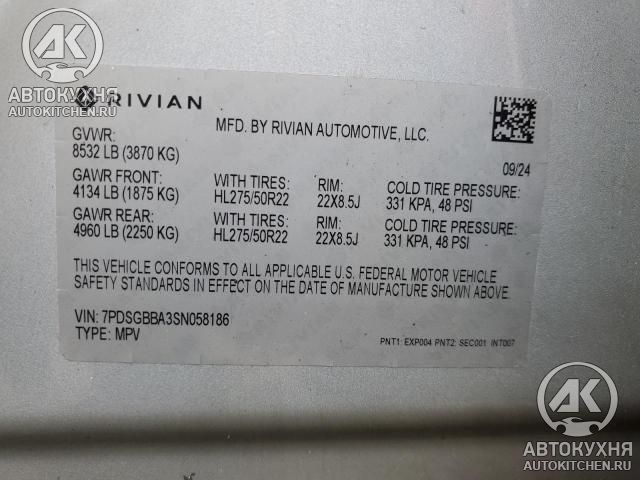 АВТОКУХНЯ
AUTOKITCHEN.RU
RIVIAN
MFD. BY RIVIAN AUTOMOTIVE, LLC.
GVWR:
8532 LB (3870 KG)
09/24
GAWR FRONT: WITH TIRES: RIM: COLD TIRE PRESSURE:
4134 LB (1875 KG) HL275/50R22 22X8.5J 331 KPA, 48 PSI
GAWR REAR: WITH TIRES: RIM: COLD TIRE PRESSURE:
4960 LB (2250 KG) HL275/50R22 22X8.5J 331 KPA, 48 PSI
THIS VEHICLE CONFORMS TO ALL APPLICABLE U.S. FEDERAL MOTOR VEHICLE
SAFETY STANDARDS IN EFFECT ON THE DATE OF MANUFACTURE SHOWN ABOVE.
VIN: 7PDSGBBA3SN058186
TYPE: MPV
PNT1: EXP004 PNT2: SEC001 INT007
АК
АВТОКУХНЯ
AUTOKITCHEN.RU